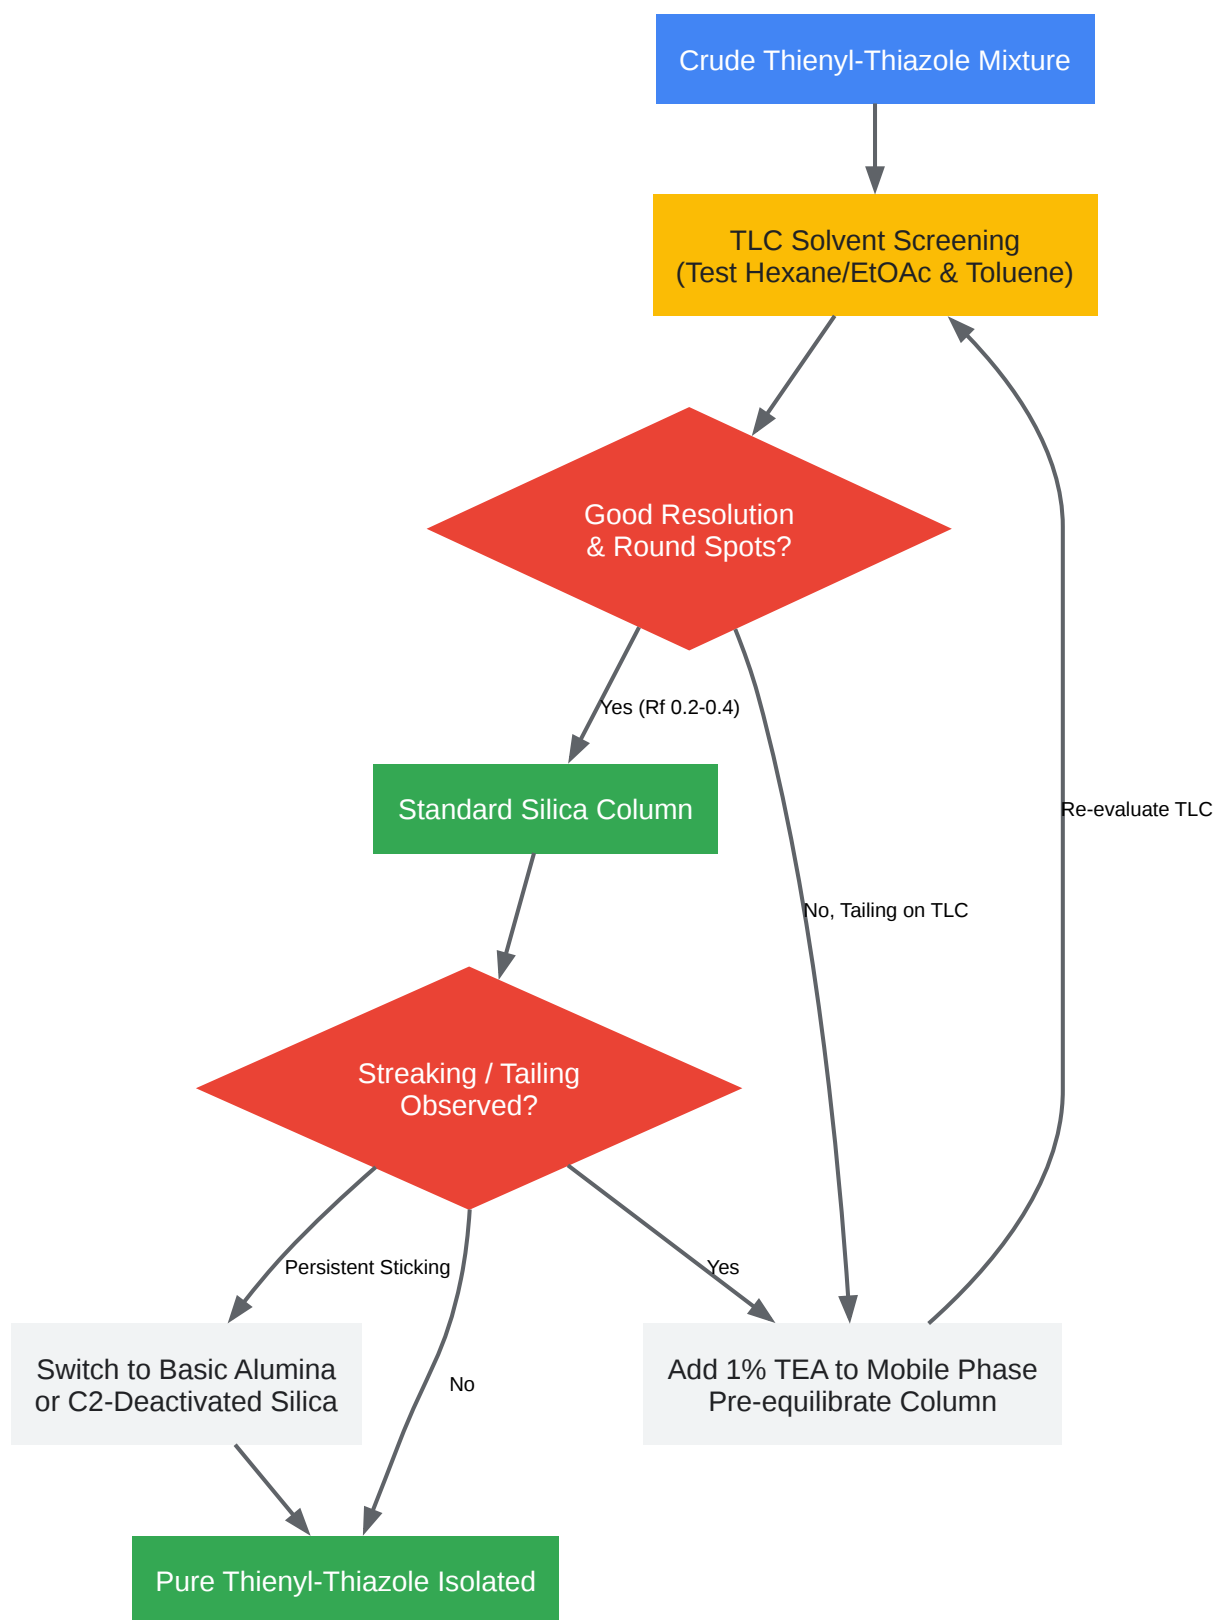 Crude Thienyl-Thiazole Mixture
TLC Solvent Screening
(Test Hexane/EtOAc & Toluene)
Good Resolution
& Round Spots?
Yes (Rf 0.2-0.4)
Standard Silica Column
Re-evaluate TLC
No, Tailing on TLC
Streaking / Tailing
Observed?
Persistent Sticking
Yes
No
Switch to Basic Alumina
or C2-Deactivated Silica
Add 1% TEA to Mobile Phase
Pre-equilibrate Column
Pure Thienyl-Thiazole Isolated